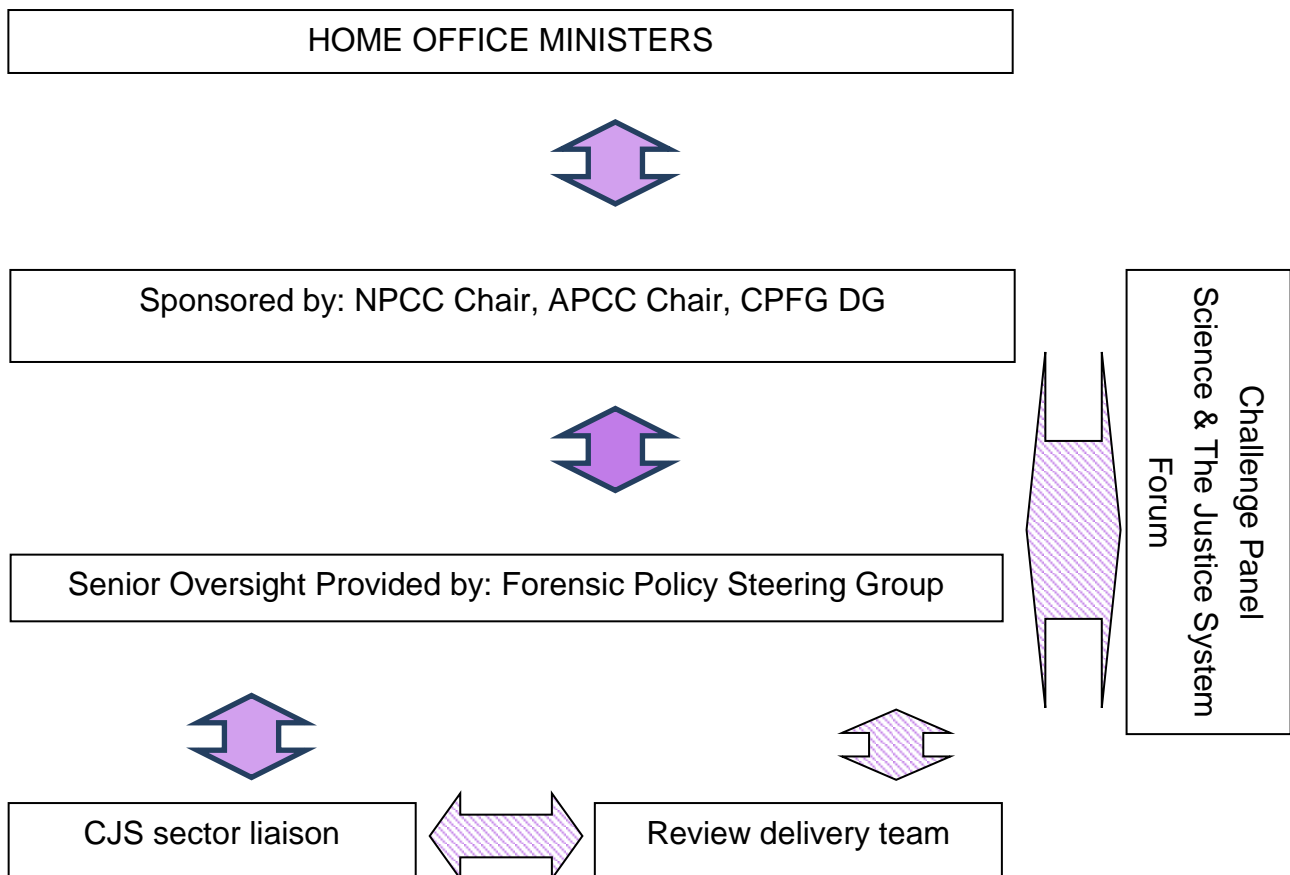 HOME OFFICE MINISTERS
Sponsored by: NPCC Chair, APCC Chair, CPFG DG
Challenge Panel
Science & The Justice System
Forum
Senior Oversight Provided by: Forensic Policy Steering Group
CJS sector liaison
Review delivery team